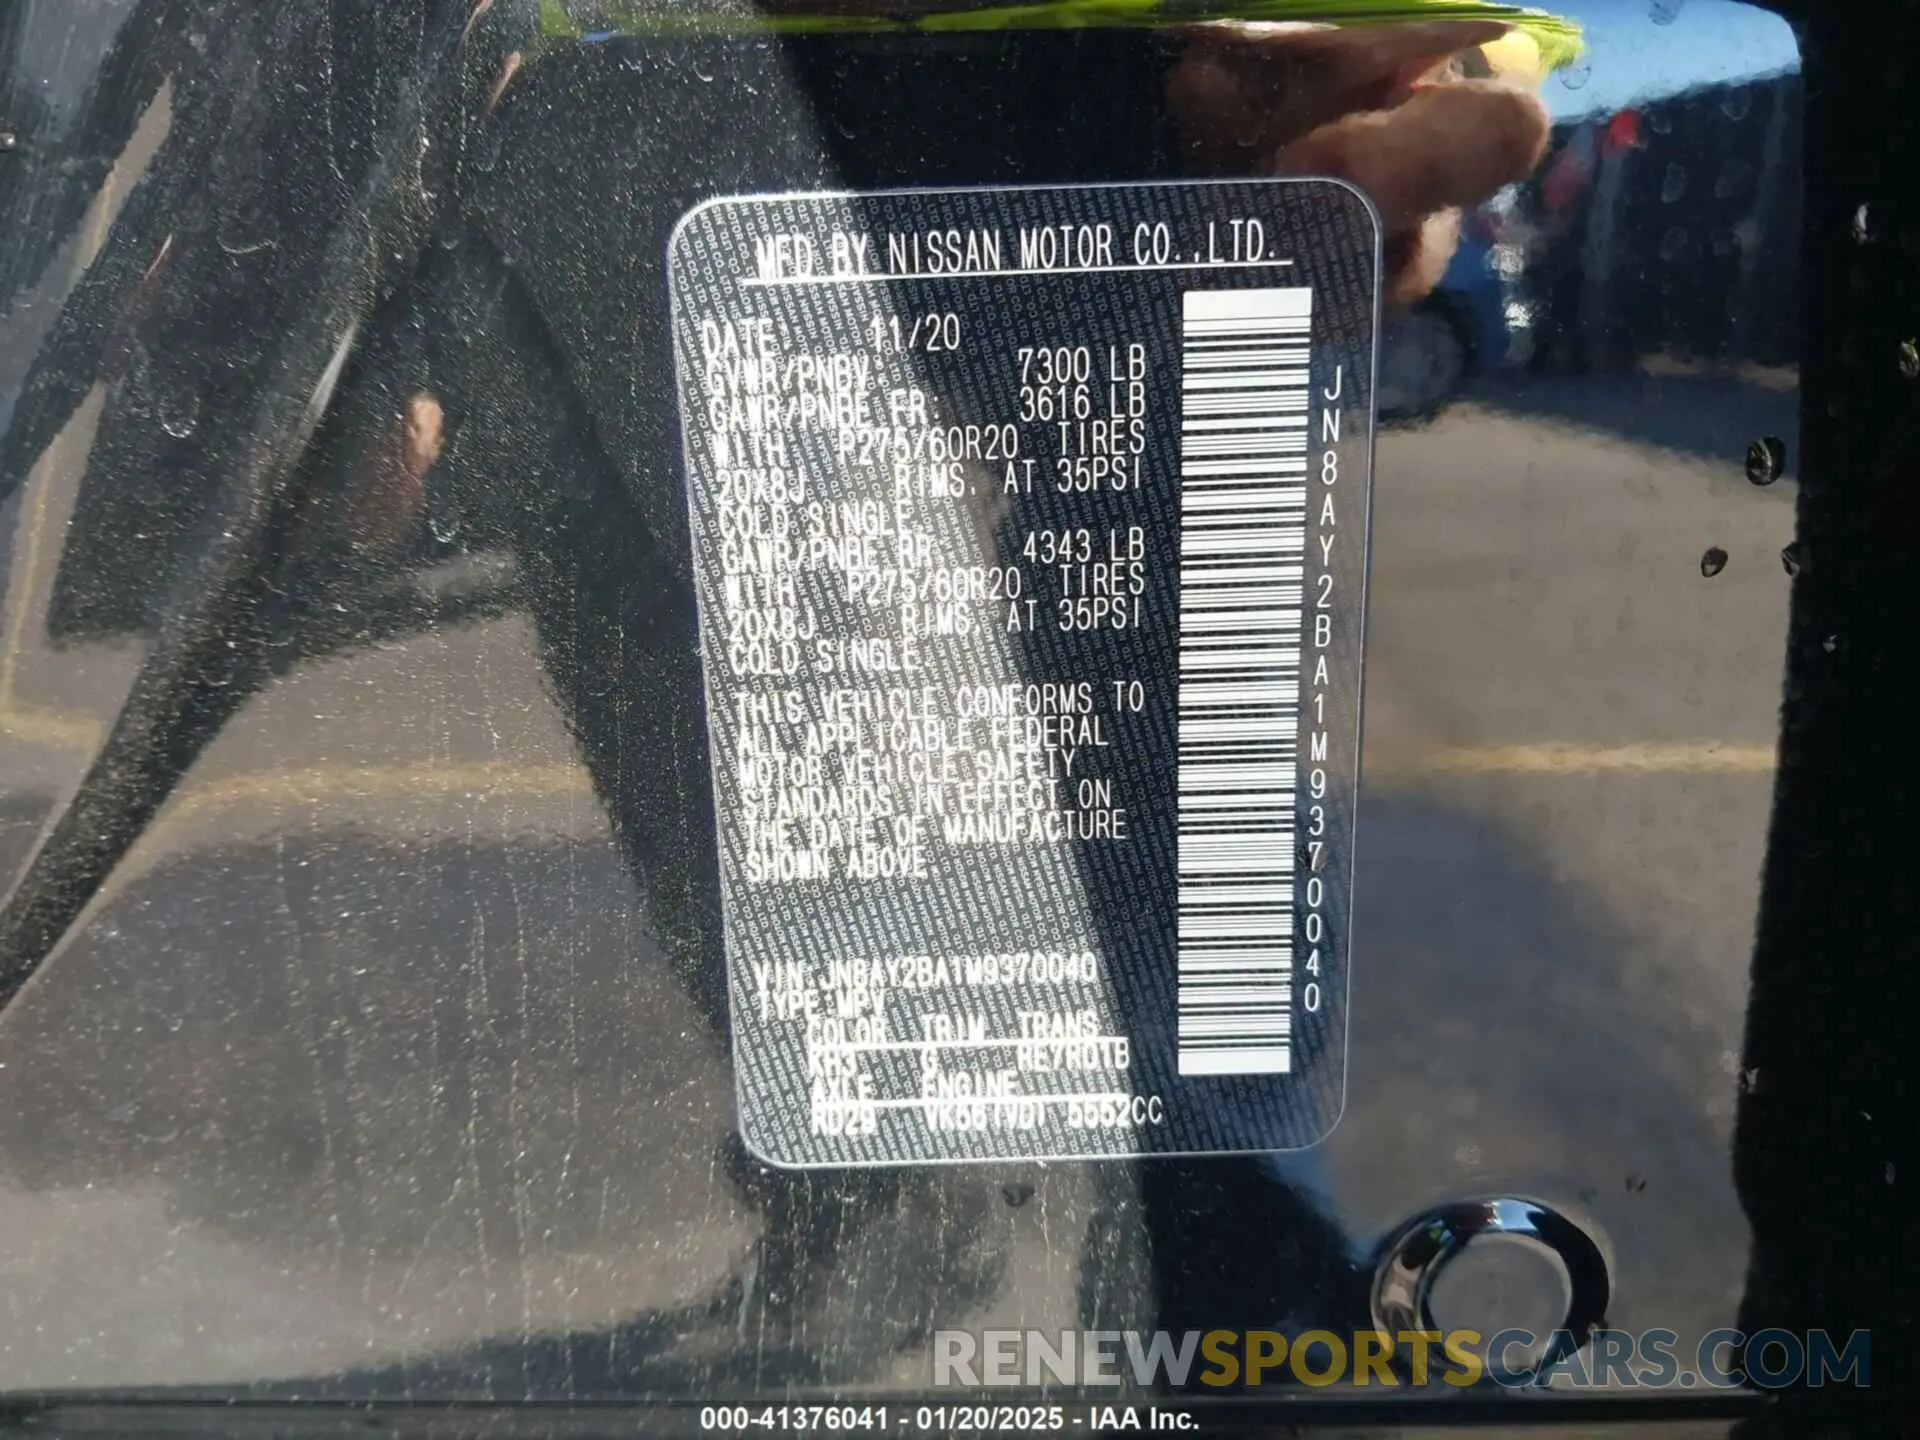 MFD BY NISSAN MOTOR CO.,LTD.
DATE 11/20
GVWR/PNBV 7300 LB
GAWR/PNBE FR: 3616 LB
WITH P275/60R20 TIRES
20X8J RIMS, AT 35PSI
COLD SINGLE.
GAWR/PNBE RR 4343 LB
WITH P275/60R20 TIRES
20X8J RIMS, AT 35PSI
COLD SINGLE.
THIS VEHICLE CONFORMS TO
ALL APPLICABLE FEDERAL
MOTOR VEHICLE SAFETY
STANDARDS IN EFFECT ON
THE DATE OF MANUFACTURE
SHOWN ABOVE.
VIN:JN8AY2BA1M9370040
TYPE:MPV
COLOR TRIM TRANS
KH3 G RE7R01B
AXLE ENGINE
RD29 VK56(VD) 5552CC
JN8AY2BA1M9370040
RENEWSPORTSCARS.COM
000-41376041 - 01/20/2025 - IAA Inc.